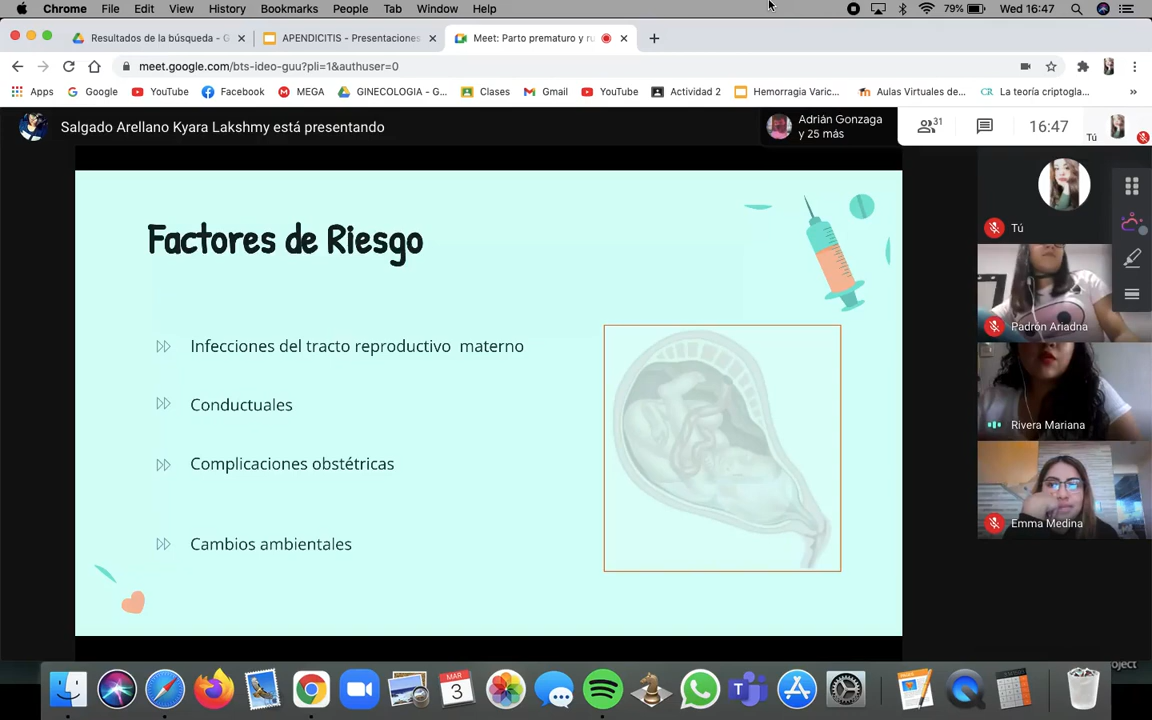 Chrome File Edit View History Bookmarks People Tab Window Help 79% Wed 16:47
Resultados de la búsqueda - G
APENDICITIS - Presentaciones
Meet: Parto prematuro y ru
meet.google.com/bts-ideo-guu?pli=1&authuser=0
Apps Google YouTube Facebook MEGA GINECOLOGIA - G... Clases Gmail YouTube Actividad 2 Hemorragia Varic... Aulas Virtuales de... La teoría criptogla...
Salgado Arellano Kyara Lakshmy está presentando
Adrián Gonzaga
y 25 más
31
16:47
Tú
Factores de Riesgo
Infecciones del tracto reproductivo materno
Conductuales
Complicaciones obstétricas
Cambios ambientales
Tú
Padrón Ariadna
Rivera Mariana
Emma Medina
MAR
3